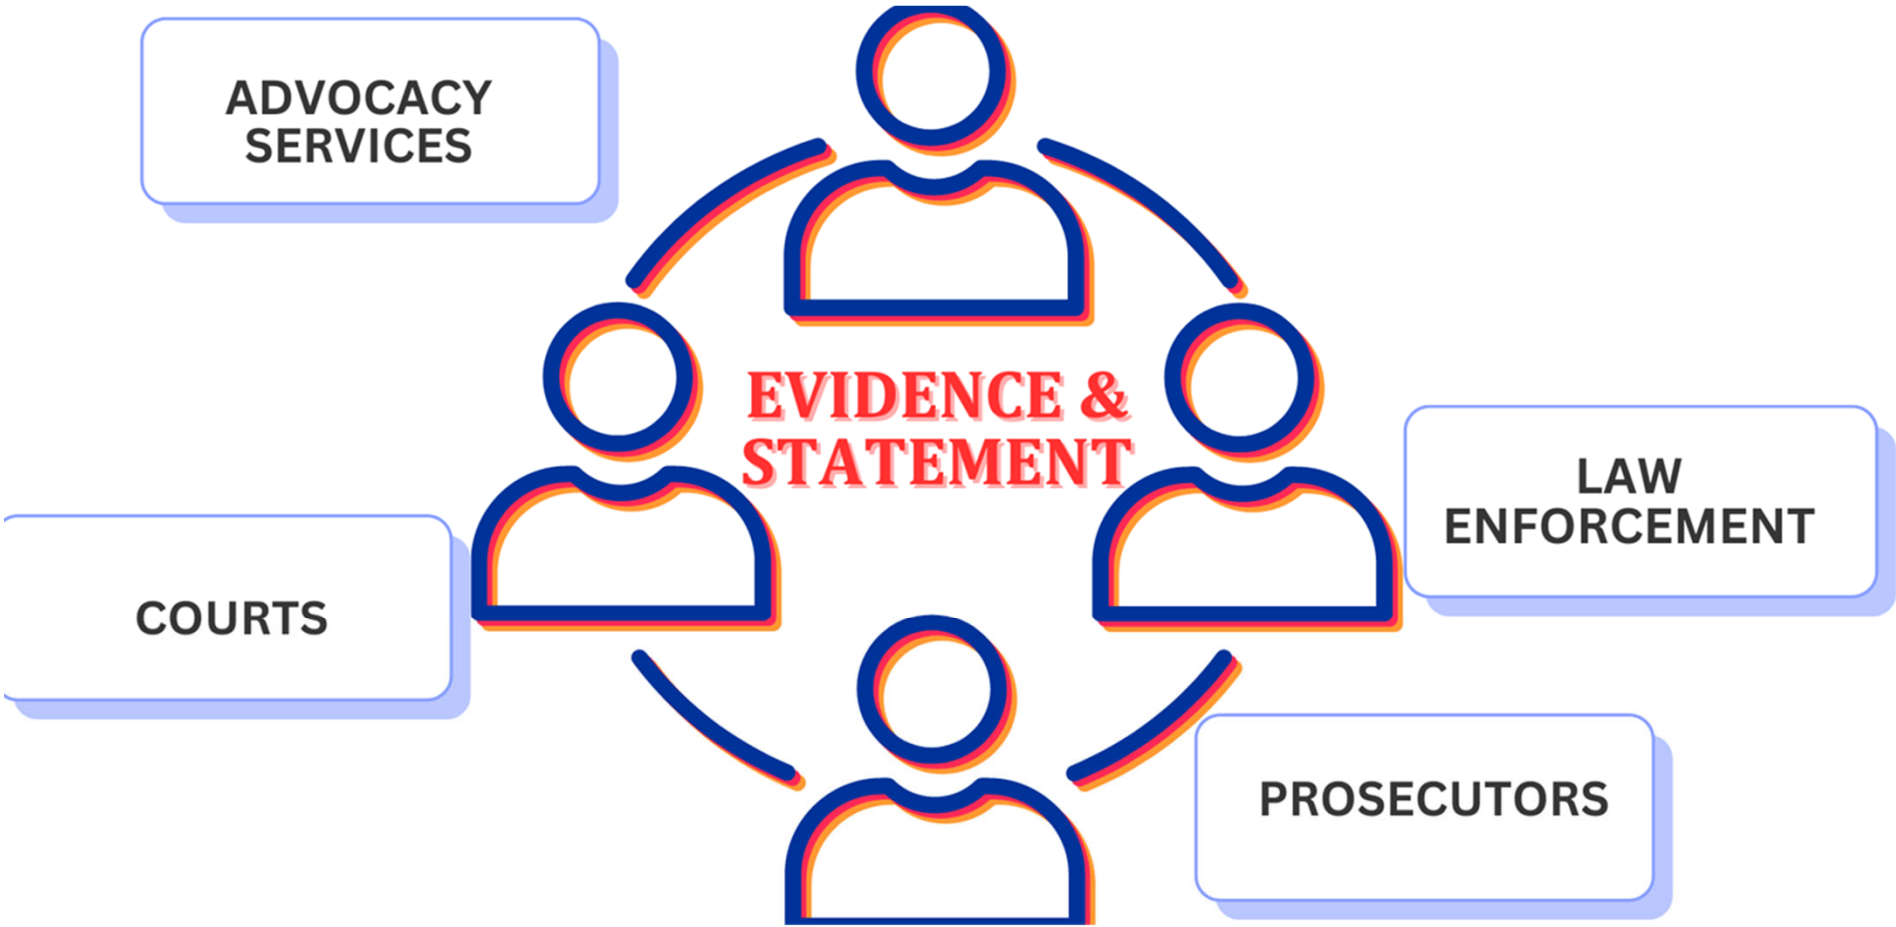 ADVOCACY
SERVICES
EVIDENCE &
STATEMENT
LAW
ENFORCEMENT
COURTS
PROSECUTORS